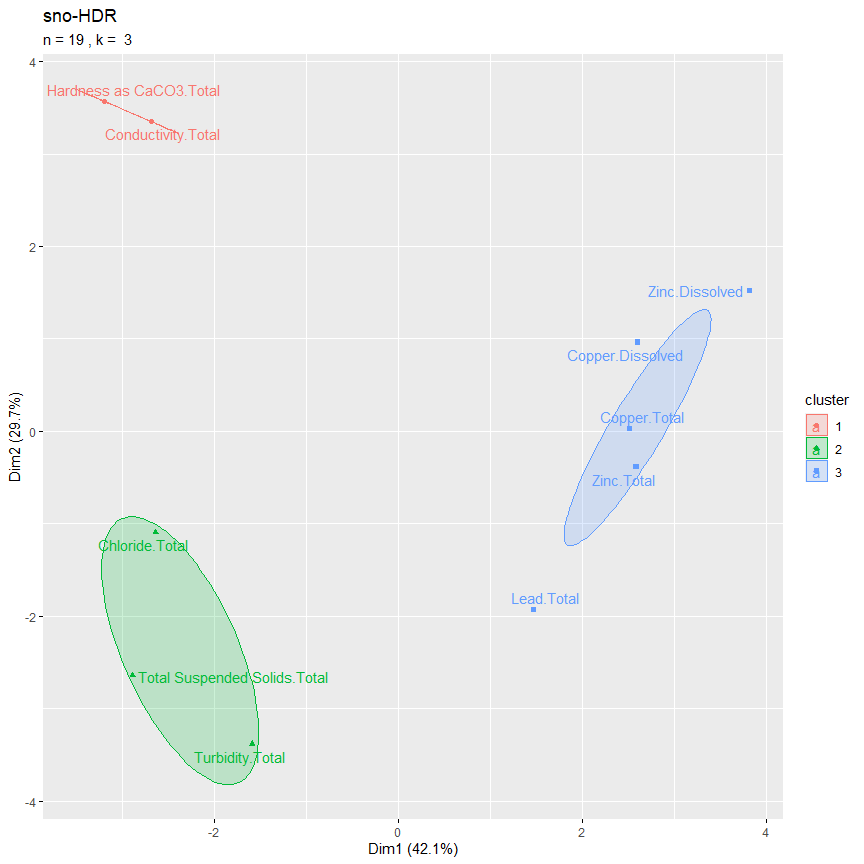 sno-HDR
n = 19 , k =  3
4
Hardness as CaCO3.Total
Conductivity.Total
2
Zinc.Dissolved
Copper.Dissolved
Copper.Total
0
Zinc.Total
Chloride.Total
Lead.Total
-2
Total Suspended Solids.Total
Turbidity.Total
-4
-2
0
2
4
Dim1 (42.1%)
Dim2 (29.7%)
cluster
a 1
a 2
a 3